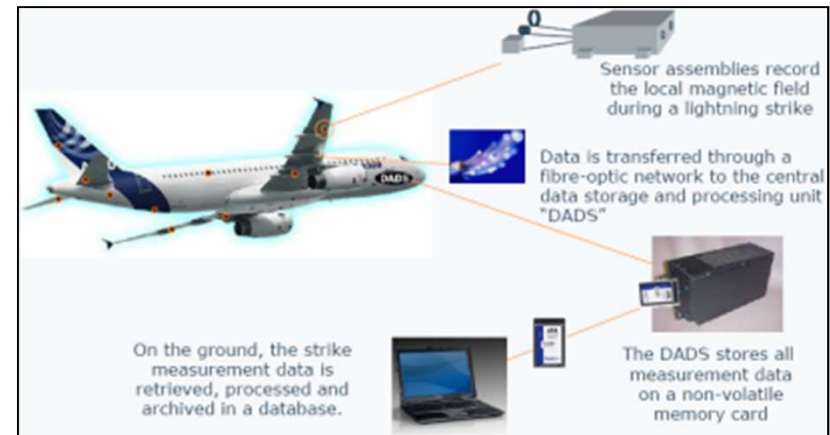 Sensor assemblies record
the local magnetic field
during a lightning strike
Data is transferred through a
fibre-optic network to the central
data storage and processing unit
"DADS"
DADS
On the ground, the strike
measurement data is
retrieved, processed and
archived in a database.
The DADS stores all
measurement data
on a non-volatile
memory card